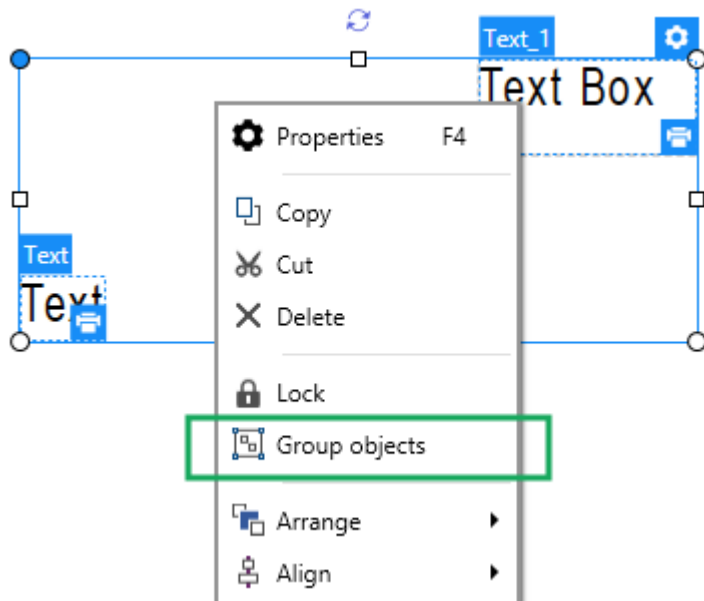 Text_1
Text Box
Properties F4
Copy
Text
Cut
Text
Delete
Lock
Group objects
Arrange
Align